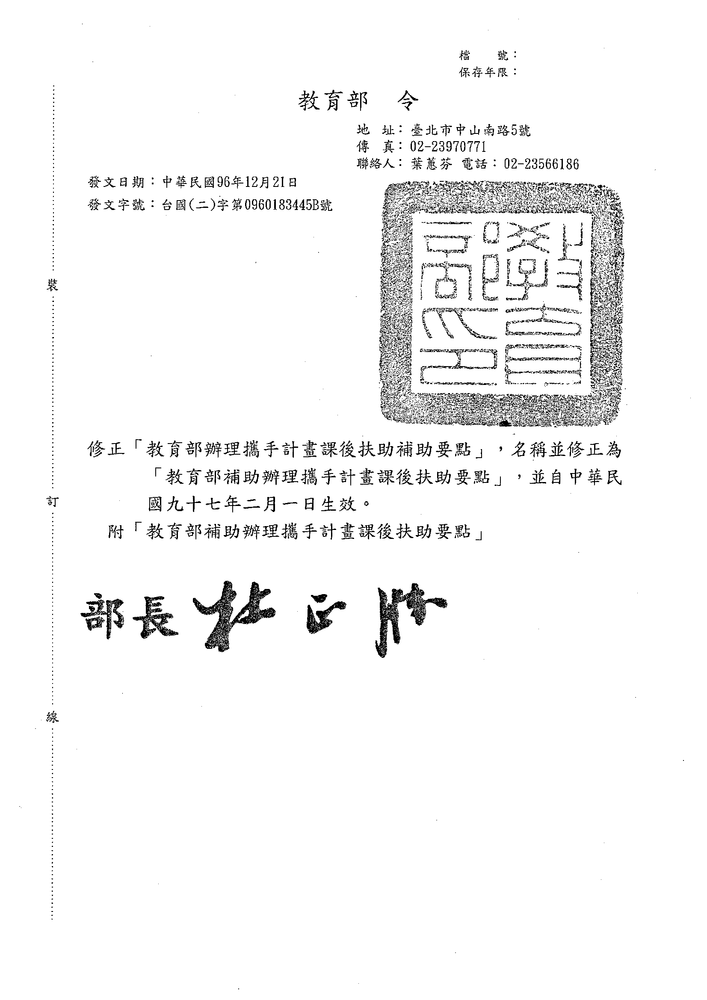 檔　　號：
保存年限：
教育部　令
地　址：臺北市中山南路5號
傳　真：02-23970771
聯絡人：葉蕙芬 電話：02-23566186
發文日期：中華民國96年12月21日
發文字號：台國(二)字第0960183445B號
教育部印
修正「教育部辦理攜手計畫課後扶助補助要點」，名稱並修正為
「教育部補助辦理攜手計畫課後扶助要點」，並自中華民
國九十七年二月一日生效。
附「教育部補助辦理攜手計畫課後扶助要點」
部長 杜正勝
裝
訂
線